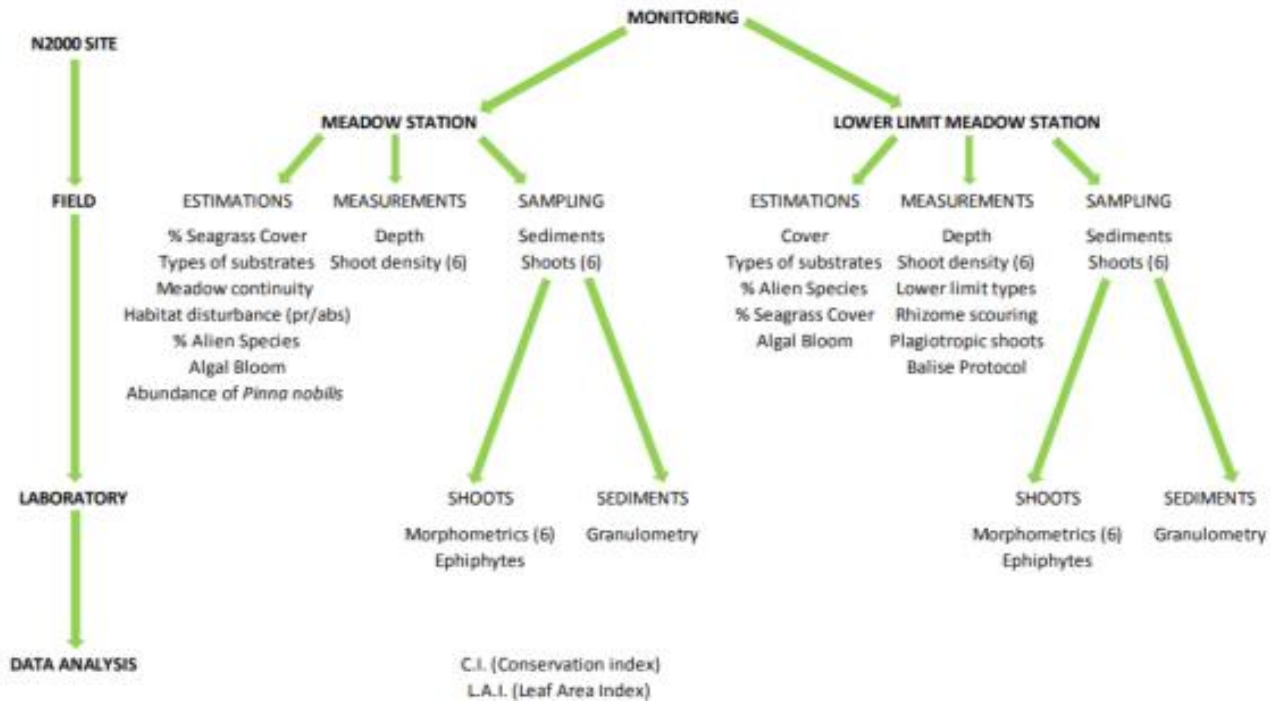 MONITORING
N2000 SITE
MEADOW STATION
LOWER LIMIT MEADOW STATION
FIELD
ESTIMATIONS
% Seagrass Cover
Types of substrates
Meadow continuity
Habitat disturbance (pr/abs)
% Alien Species
Algal Bloom
Abundance of Pinna nobilis
MEASUREMENTS
Depth
Shoot density (6)
SAMPLING
Sediments
Shoots (6)
ESTIMATIONS
Cover
Types of substrates
% Alien Species
% Seagrass Cover
Algal Bloom
MEASUREMENTS
Depth
Shoot density (6)
Lower limit types
Rhizome scouring
Plagiotropic shoots
Balise Protocol
SAMPLING
Sediments
Shoots (6)
LABORATORY
SHOOTS
Morphometrics (6)
Ephiphytes
SEDIMENTS
Granulometry
SHOOTS
Morphometrics (6)
Ephiphytes
SEDIMENTS
Granulometry
DATA ANALYSIS
C.I. (Conservation index)
L.A.I. (Leaf Area Index)